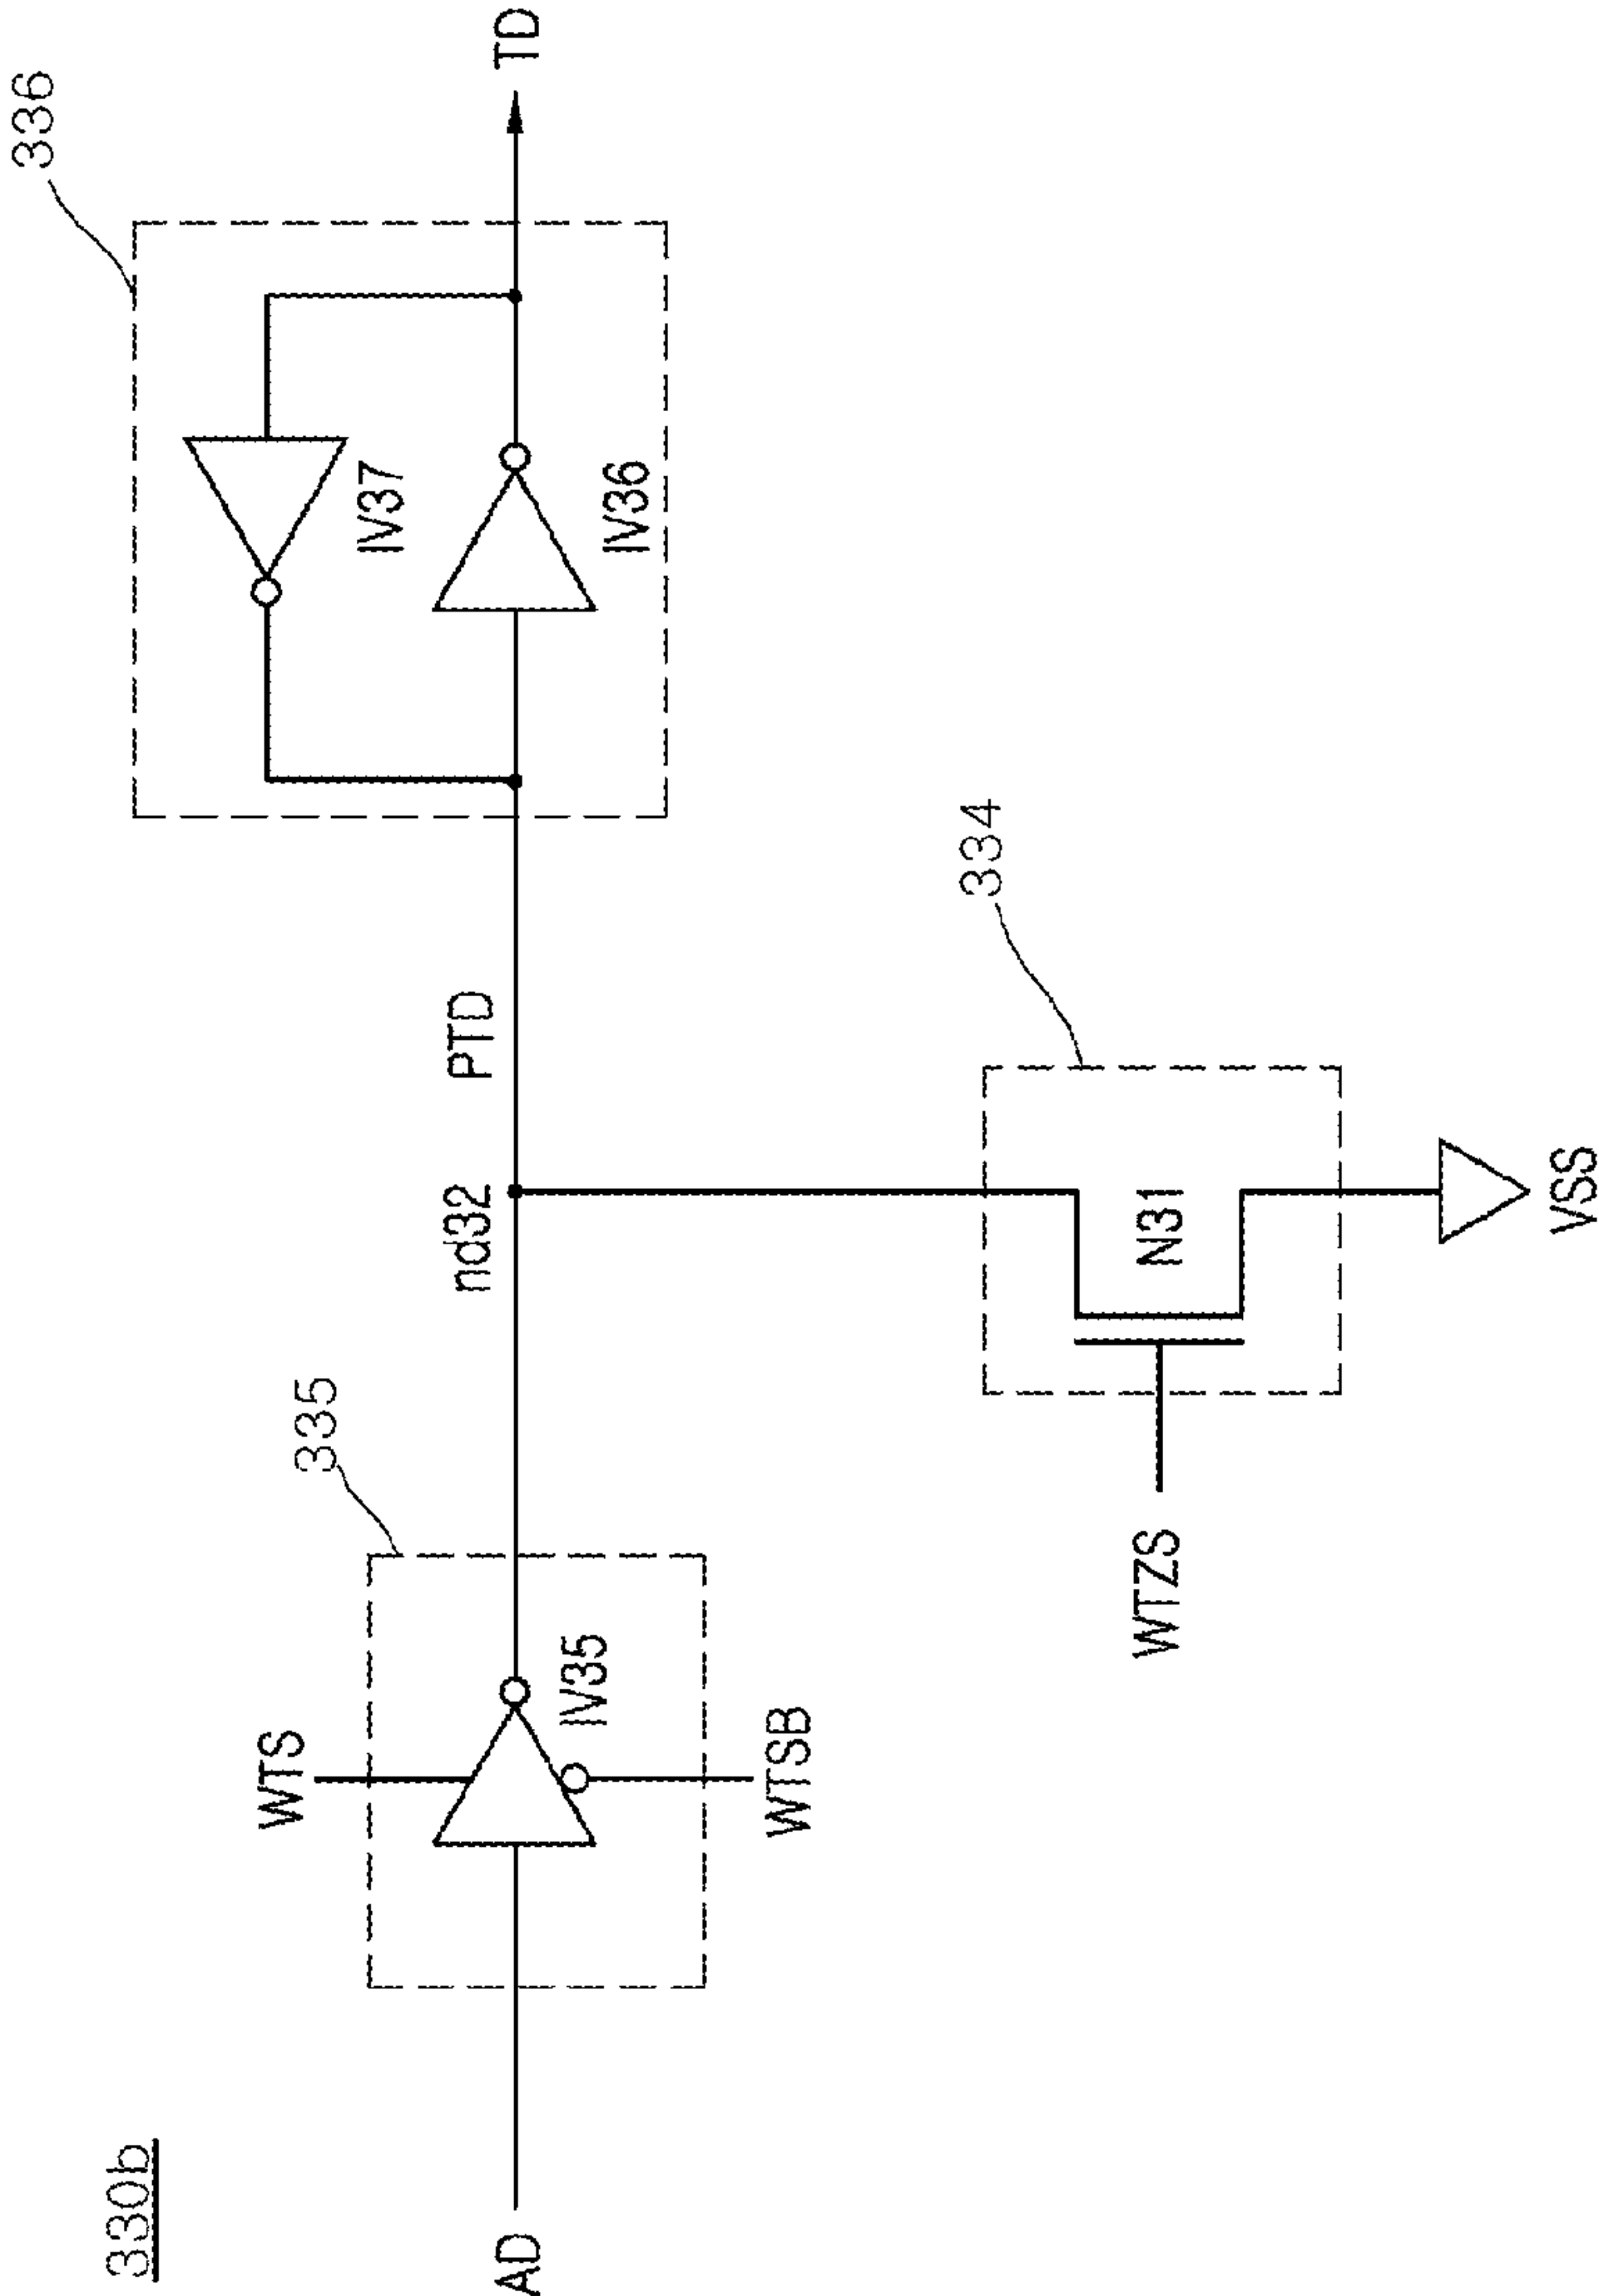 330b
336
335
WTS
IV37
nd32
PTD
AD
TD
IV35
IV36
WTSB
334
WTZS
N31
VSS